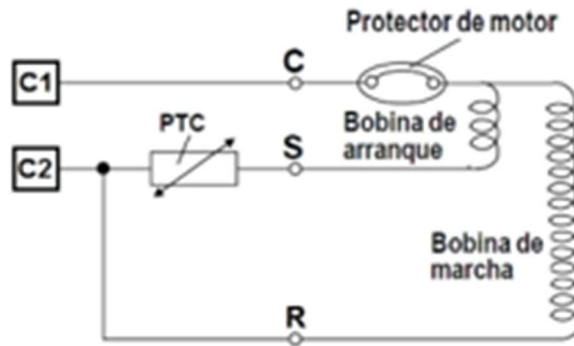 Protector de motor
C1
C
PTC
Bobina de
arranque
C2
S
Bobina de
marcha
R